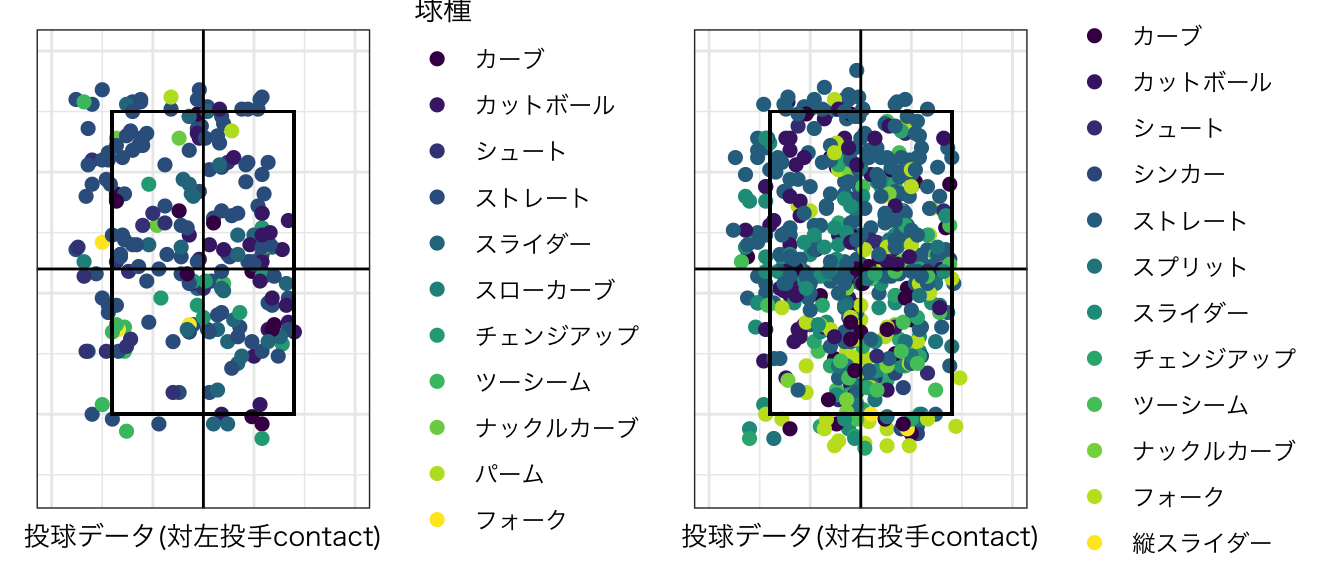 球種
カーブ
カットボール
シュート
ストレート
スライダー
スローカーブ
チェンジアップ
ツーシーム
ナックルカーブ
パーム
フォーク
投球データ(対左投手contact)
カーブ
カットボール
シュート
シンカー
ストレート
スプリット
スライダー
チェンジアップ
ツーシーム
ナックルカーブ
フォーク
縦スライダー
投球データ(対右投手contact)